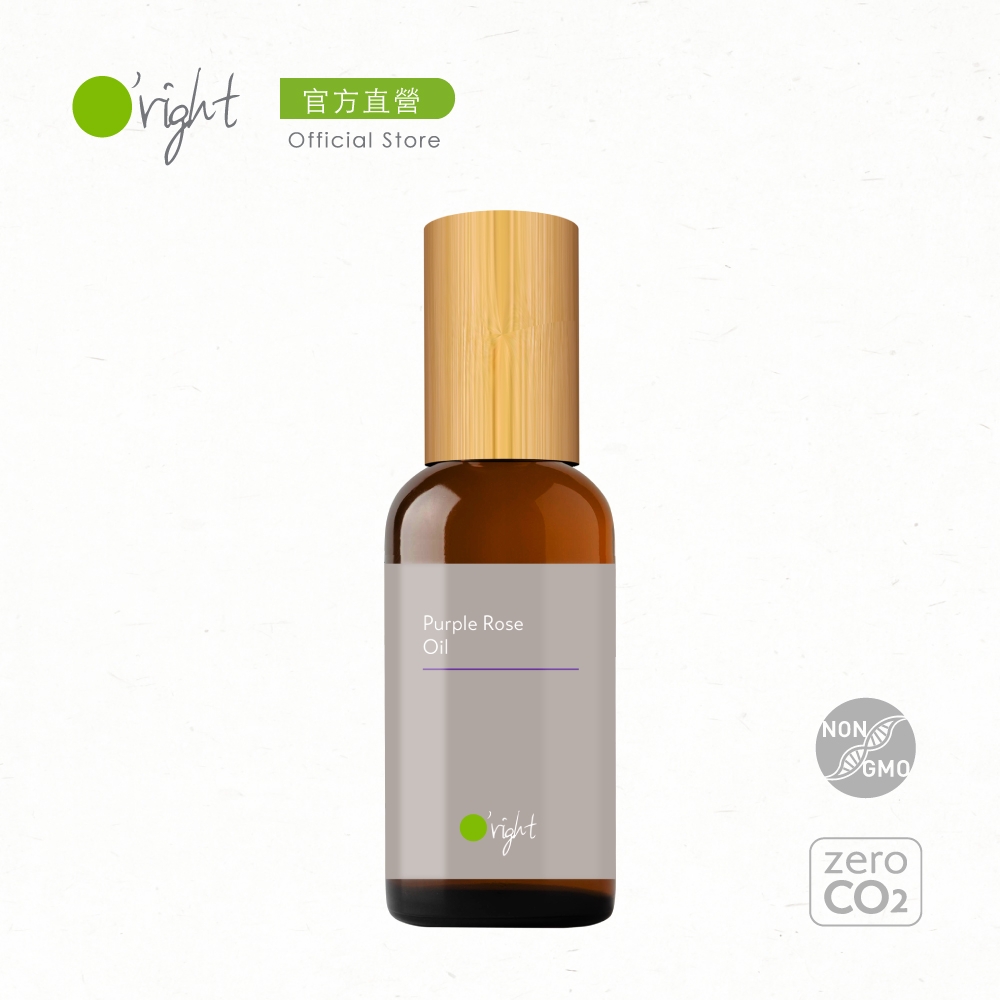 O'right
官方直營
Official Store
Purple Rose
Oil
O'right
NON
GMO
zero
CO2